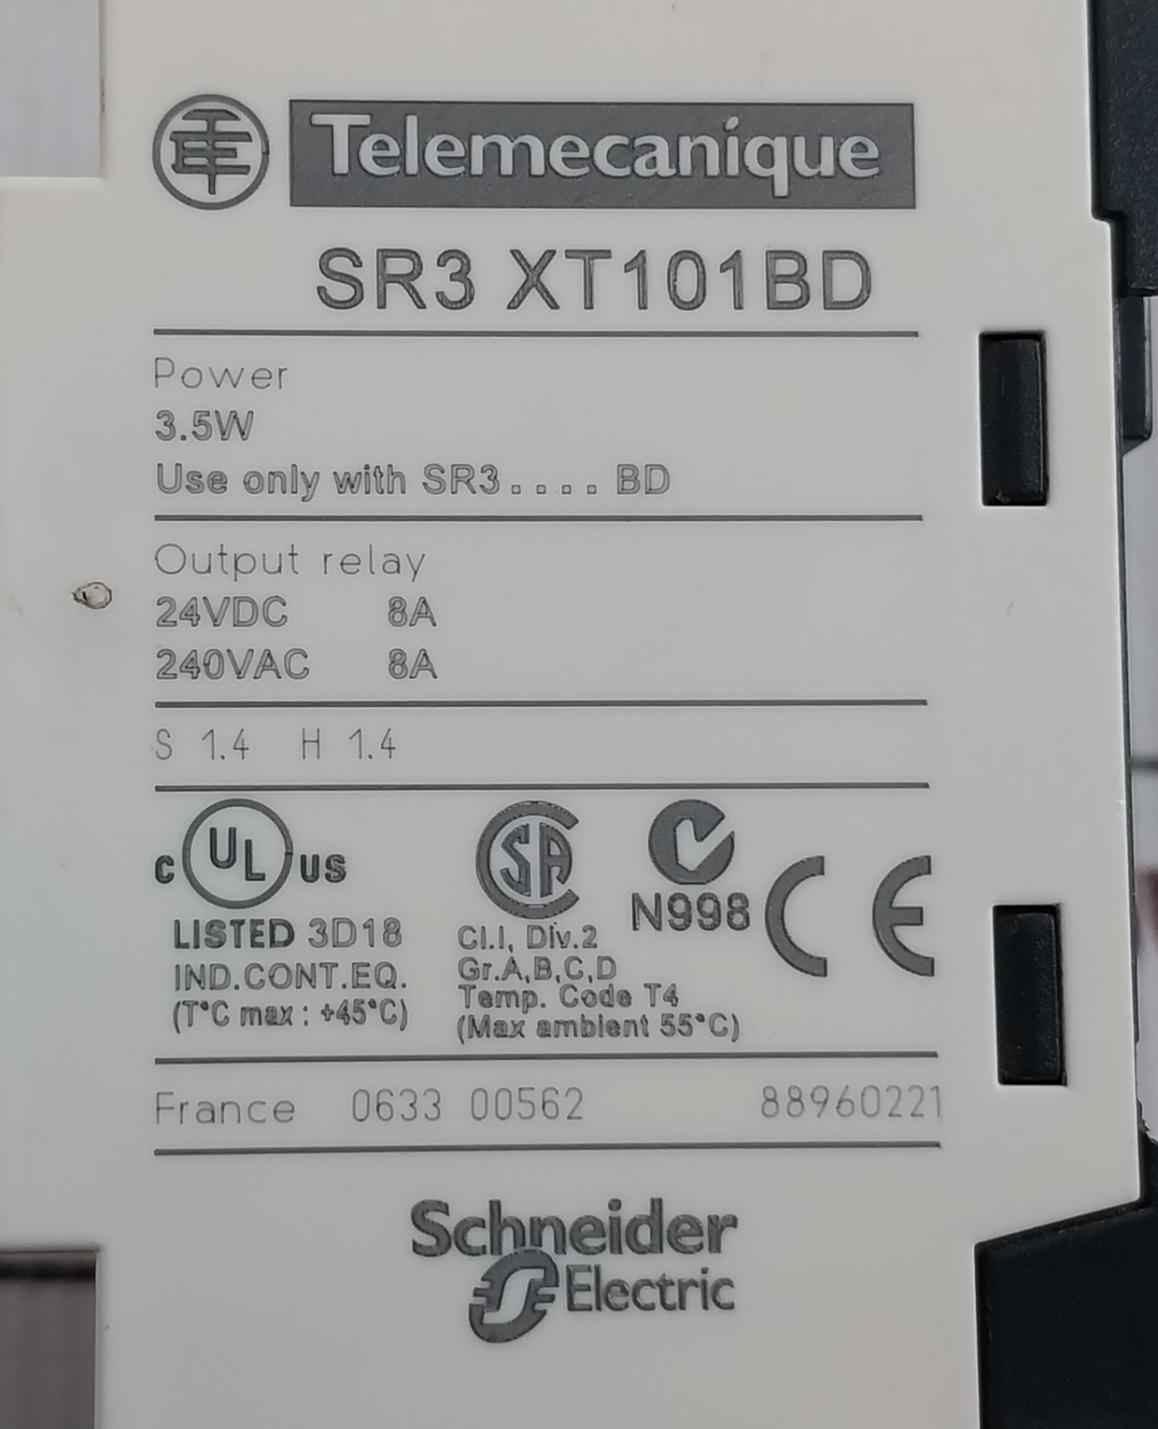 Telemecanique
SR3 XT101BD
Power
3.5W
Use only with SR3.... BD
Output relay
24VDC 8A
240VAC 8A
S 1.4 H 1.4
C UL US
LISTED 3D18
IND.CONT.EQ.
(T°C max : +45°C)
SA
Cl.I, Div.2
Gr.A,B,C,D
Temp. Code T4
(Max ambient 55°C)
N998
CE
France 0633 00562 88960221
Schneider
Electric